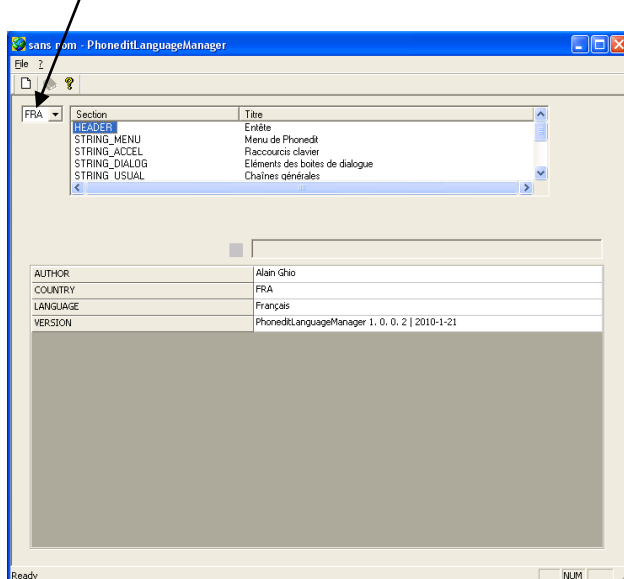 sans nom - PhoneditLanguageManager
File ?
FRA
Section Titre
HEADER Entête
STRING_MENU Menu de Phonedit
STRING_ACCEL Raccourcis clavier
STRING_DIALOG Eléments des boites de dialogue
STRING_USUAL Chaînes générales
AUTHOR Alain Ghio
COUNTRY FRA
LANGUAGE Français
VERSION PhoneditLanguageManager 1. 0. 0. 2 | 2010-1-21
Ready NUM